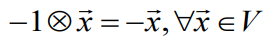 −1⊗x⃗ = −x⃗, ∀x⃗ ∈ V